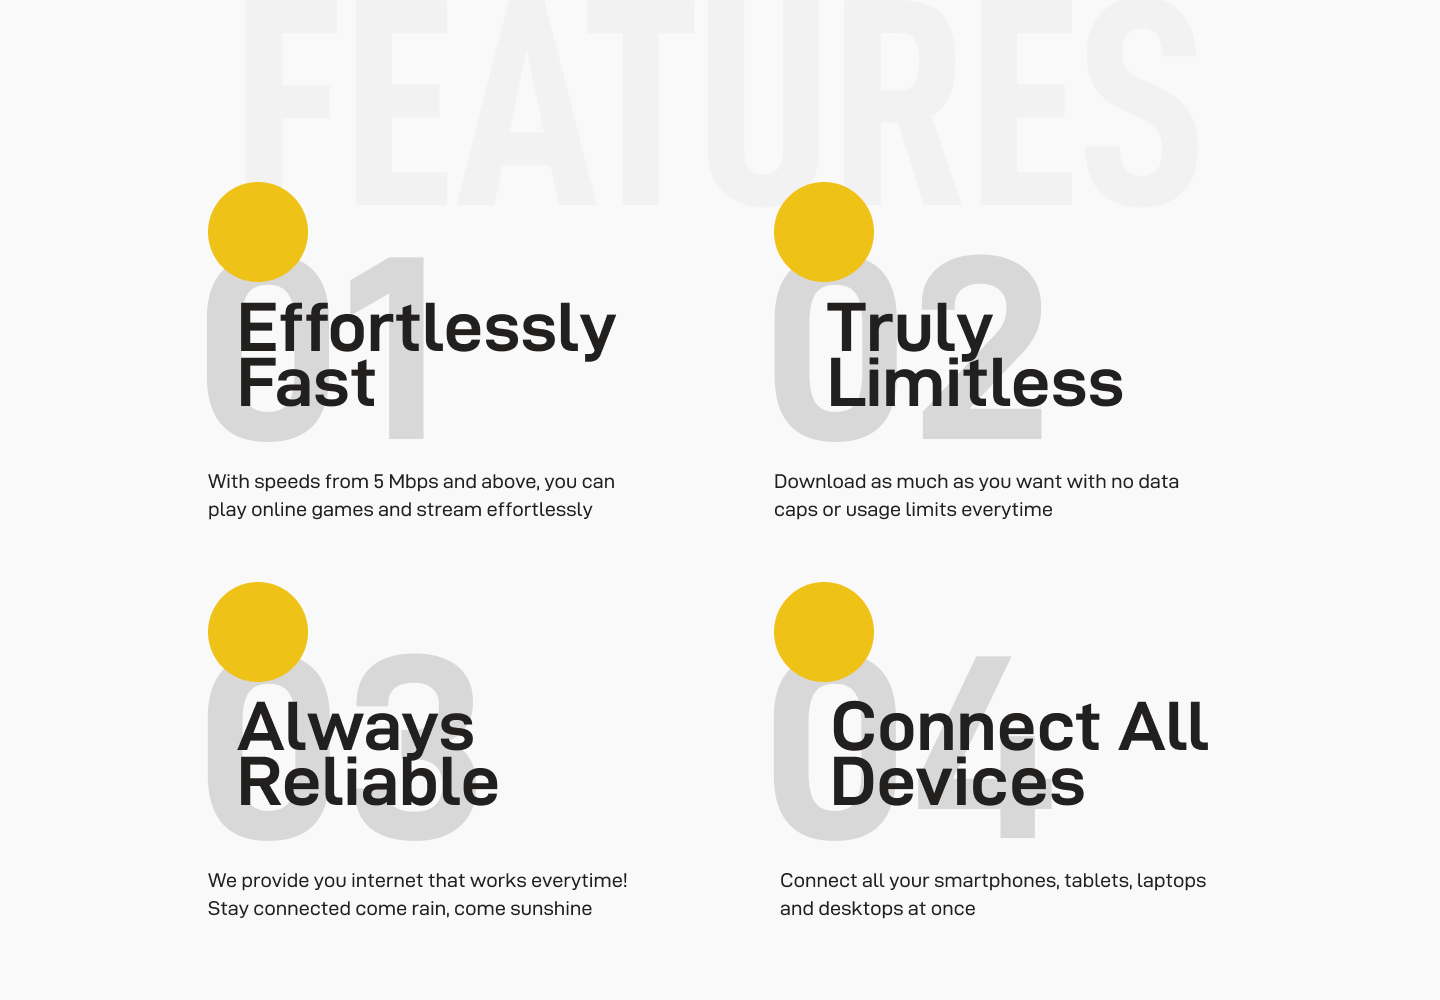 FEATURES
01
Effortlessly
Fast
With speeds from 5 Mbps and above, you can
play online games and stream effortlessly
02
Truly
Limitless
Download as much as you want with no data
caps or usage limits everytime
03
Always
Reliable
We provide you internet that works everytime!
Stay connected come rain, come sunshine
04
Connect All
Devices
Connect all your smartphones, tablets, laptops
and desktops at once